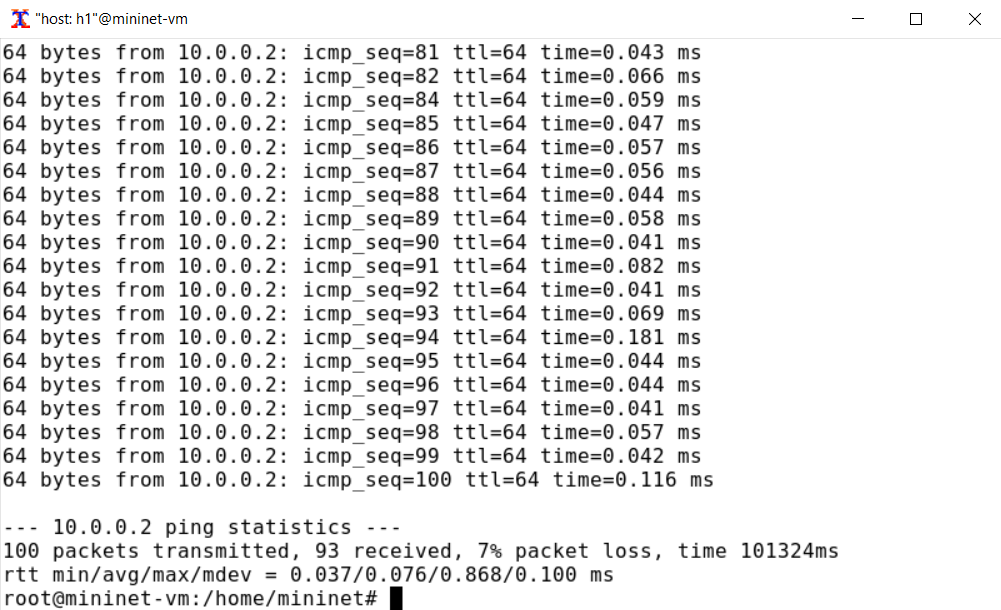 "host: h1"@mininet-vm
64 bytes from 10.0.0.2: icmp_seq=81 ttl=64 time=0.043 ms
64 bytes from 10.0.0.2: icmp_seq=82 ttl=64 time=0.066 ms
64 bytes from 10.0.0.2: icmp_seq=84 ttl=64 time=0.059 ms
64 bytes from 10.0.0.2: icmp_seq=85 ttl=64 time=0.047 ms
64 bytes from 10.0.0.2: icmp_seq=86 ttl=64 time=0.057 ms
64 bytes from 10.0.0.2: icmp_seq=87 ttl=64 time=0.056 ms
64 bytes from 10.0.0.2: icmp_seq=88 ttl=64 time=0.044 ms
64 bytes from 10.0.0.2: icmp_seq=89 ttl=64 time=0.058 ms
64 bytes from 10.0.0.2: icmp_seq=90 ttl=64 time=0.041 ms
64 bytes from 10.0.0.2: icmp_seq=91 ttl=64 time=0.082 ms
64 bytes from 10.0.0.2: icmp_seq=92 ttl=64 time=0.041 ms
64 bytes from 10.0.0.2: icmp_seq=93 ttl=64 time=0.069 ms
64 bytes from 10.0.0.2: icmp_seq=94 ttl=64 time=0.181 ms
64 bytes from 10.0.0.2: icmp_seq=95 ttl=64 time=0.044 ms
64 bytes from 10.0.0.2: icmp_seq=96 ttl=64 time=0.044 ms
64 bytes from 10.0.0.2: icmp_seq=97 ttl=64 time=0.041 ms
64 bytes from 10.0.0.2: icmp_seq=98 ttl=64 time=0.057 ms
64 bytes from 10.0.0.2: icmp_seq=99 ttl=64 time=0.042 ms
64 bytes from 10.0.0.2: icmp_seq=100 ttl=64 time=0.116 ms
--- 10.0.0.2 ping statistics ---
100 packets transmitted, 93 received, 7% packet loss, time 101324ms
rtt min/avg/max/mdev = 0.037/0.076/0.868/0.100 ms
root@mininet-vm:/home/mininet#